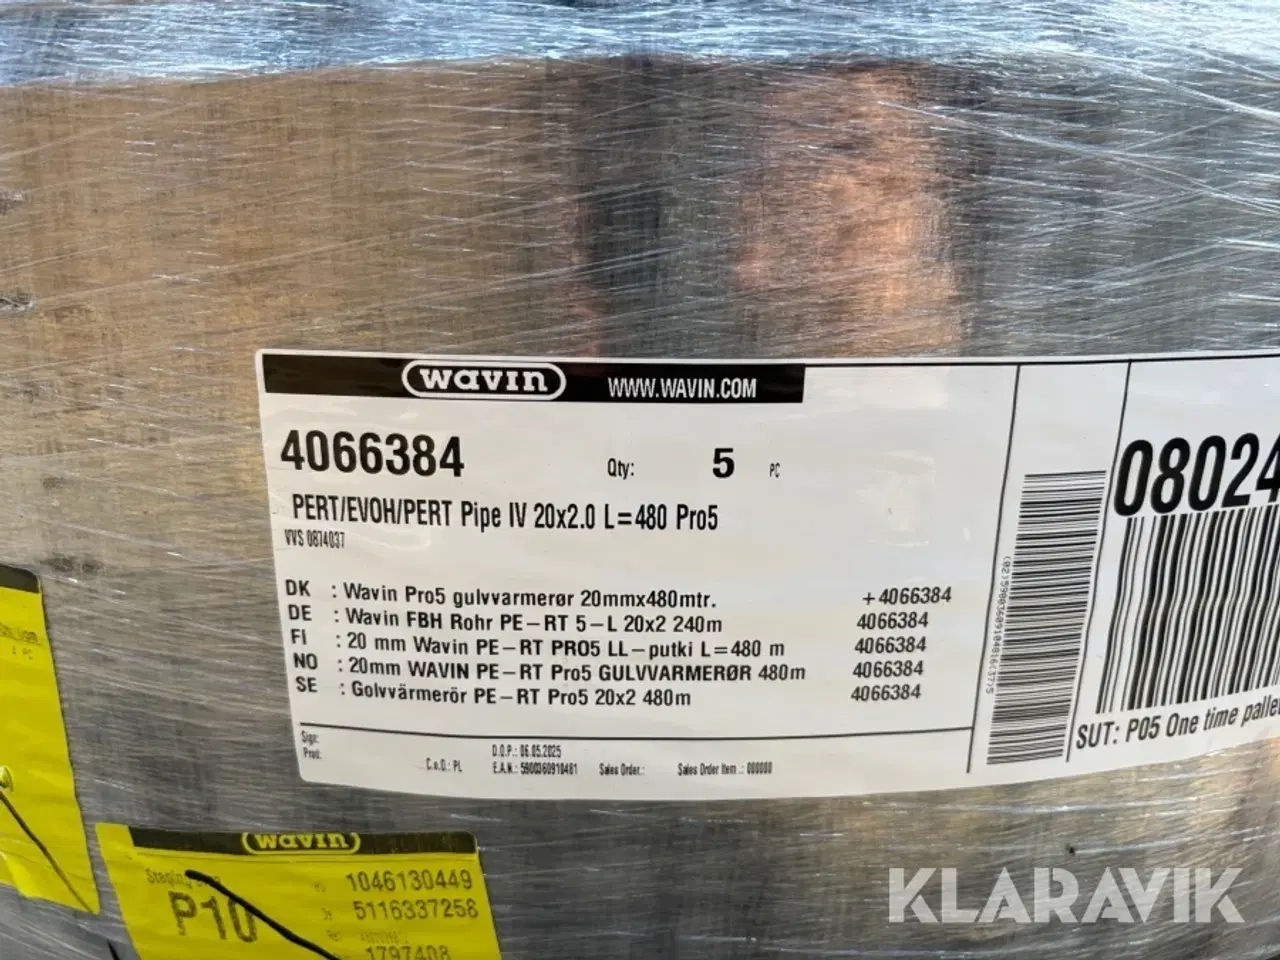 wavin WWW.WAVIN.COM
4066384 Qty: 5 PC
PERT/EVOH/PERT Pipe IV 20x2.0 L=480 Pro5
VVS 0874037
DK : Wavin Pro5 gulvvarmerør 20mmx480mtr. +4066384
DE : Wavin FBH Rohr PE-RT 5-L 20x2 240m 4066384
FI : 20 mm Wavin PE-RT PRO5 LL-putki L=480 m 4066384
NO : 20mm WAVIN PE-RT Pro5 GULVVARMERØR 480m 4066384
SE : Golvvärmerör PE-RT Pro5 20x2 480m 4066384
Sign:
Prod:
C.o.O.: PL
D.O.P.: 06.05.2025
E.A.N.: 5900360910481 Sales Order.: Sales Order Item .: 000000
08024
SUT: P05 One time pallet
wavin
P10
1046130449
5116337258
1797408
KLARAVIK